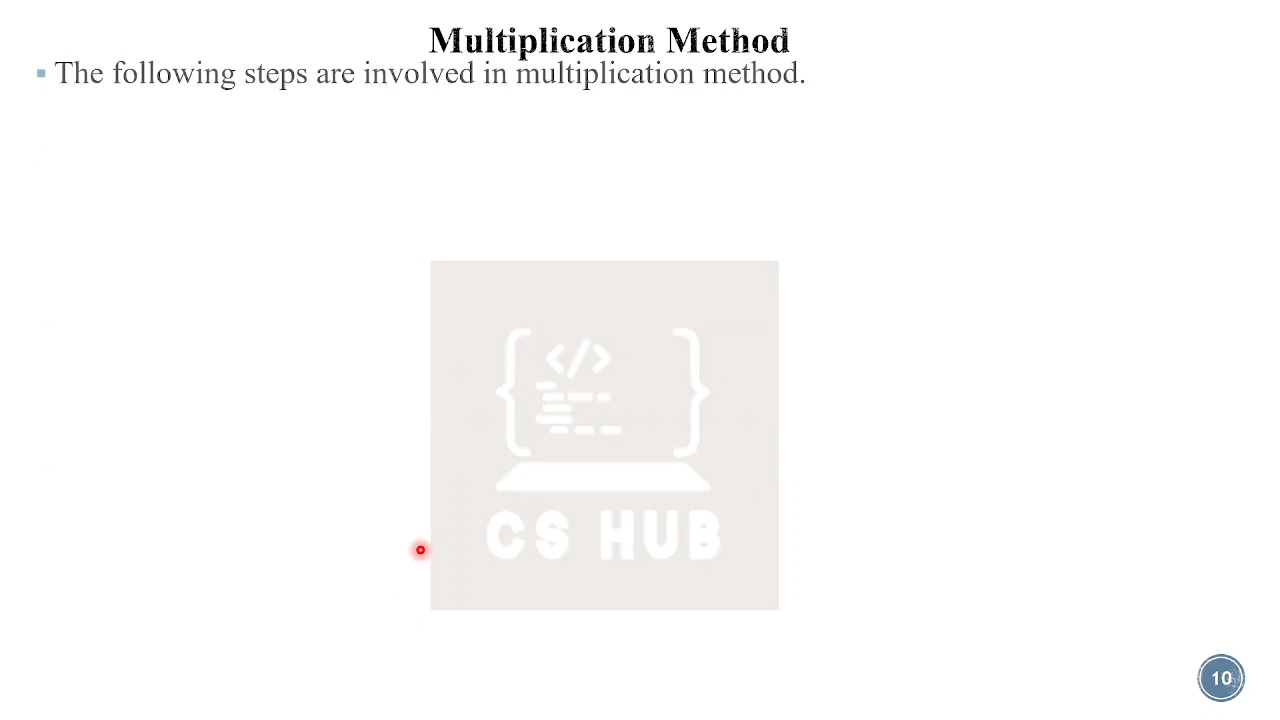 Multiplication Method
The following steps are involved in multiplication method.
</>
CS HUB
10